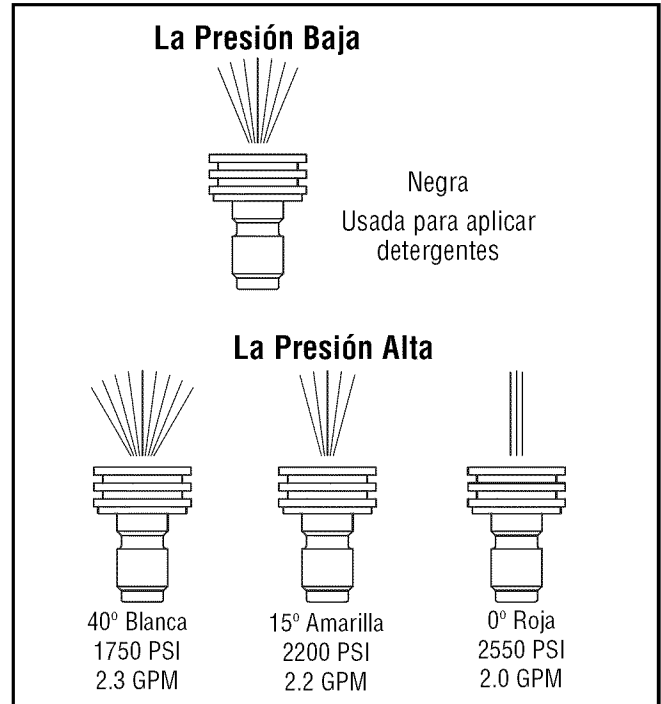 La Presión Baja
Negra
Usada para aplicar
detergentes
La Presión Alta
40º Blanca
1750 PSI
2.3 GPM
15º Amarilla
2200 PSI
2.2 GPM
0º Roja
2550 PSI
2.0 GPM